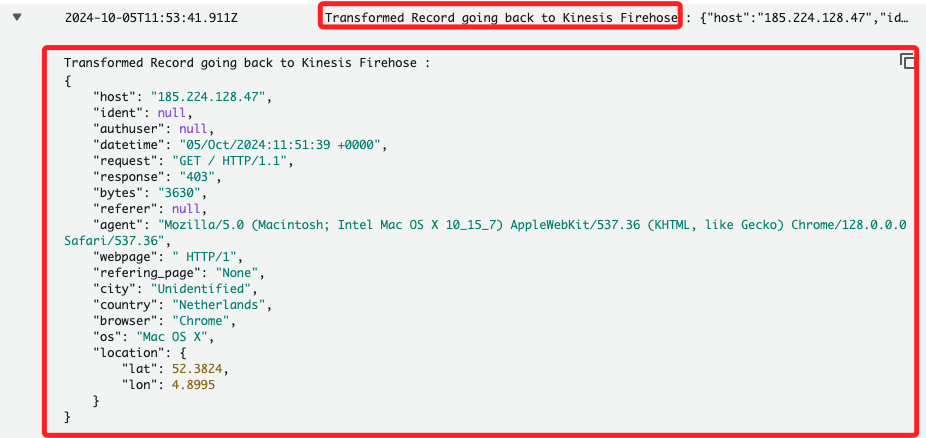 2024-10-05T11:53:41.911Z Transformed Record going back to Kinesis Firehose : {"host":"185.224.128.47","id…
Transformed Record going back to Kinesis Firehose :
{
    "host": "185.224.128.47",
    "ident": null,
    "authuser": null,
    "datetime": "05/Oct/2024:11:51:39 +0000",
    "request": "GET / HTTP/1.1",
    "response": "403",
    "bytes": "3630",
    "referer": null,
    "agent": "Mozilla/5.0 (Macintosh; Intel Mac OS X 10_15_7) AppleWebKit/537.36 (KHTML, like Gecko) Chrome/128.0.0.0
Safari/537.36",
    "webpage": " HTTP/1",
    "refering_page": "None",
    "city": "Unidentified",
    "country": "Netherlands",
    "browser": "Chrome",
    "os": "Mac OS X",
    "location": {
        "lat": 52.3824,
        "lon": 4.8995
    }
}